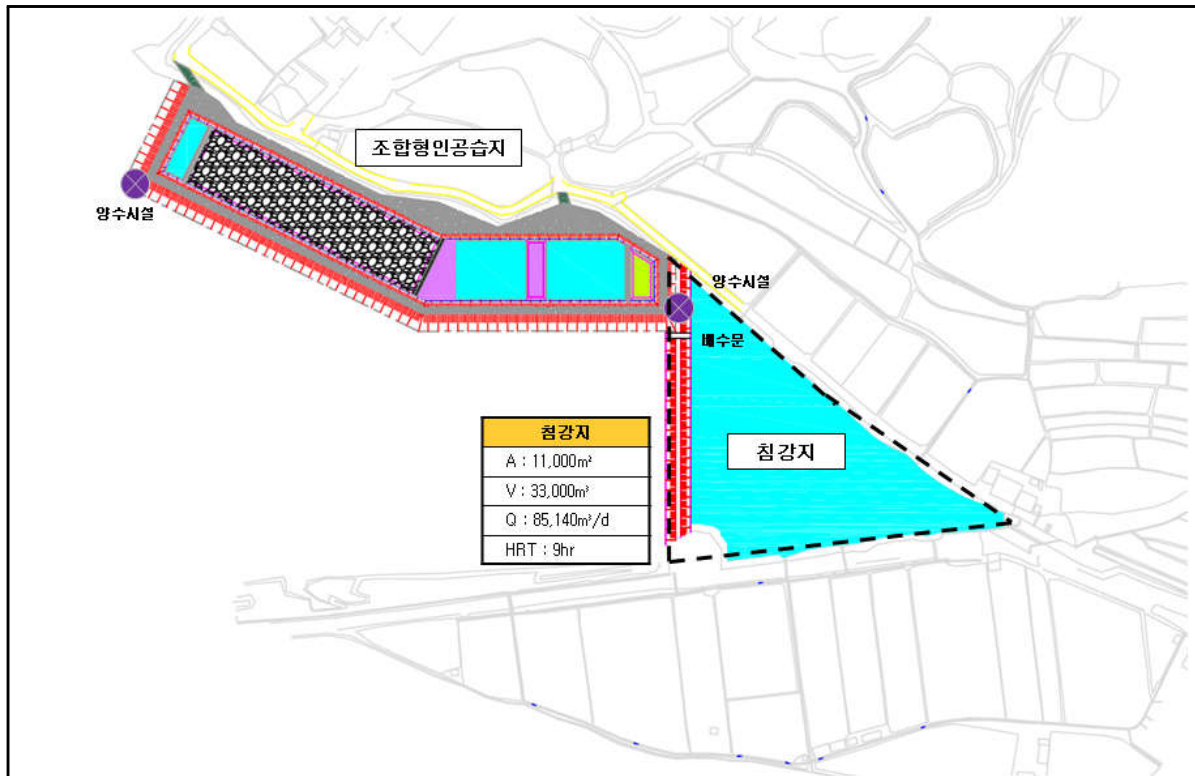 조합형인공습지
양수시설
양수시설
배수문
침강지
침강지
A : 11,000m²
V : 33,000m³
Q : 85,140m³/d
HRT : 9hr